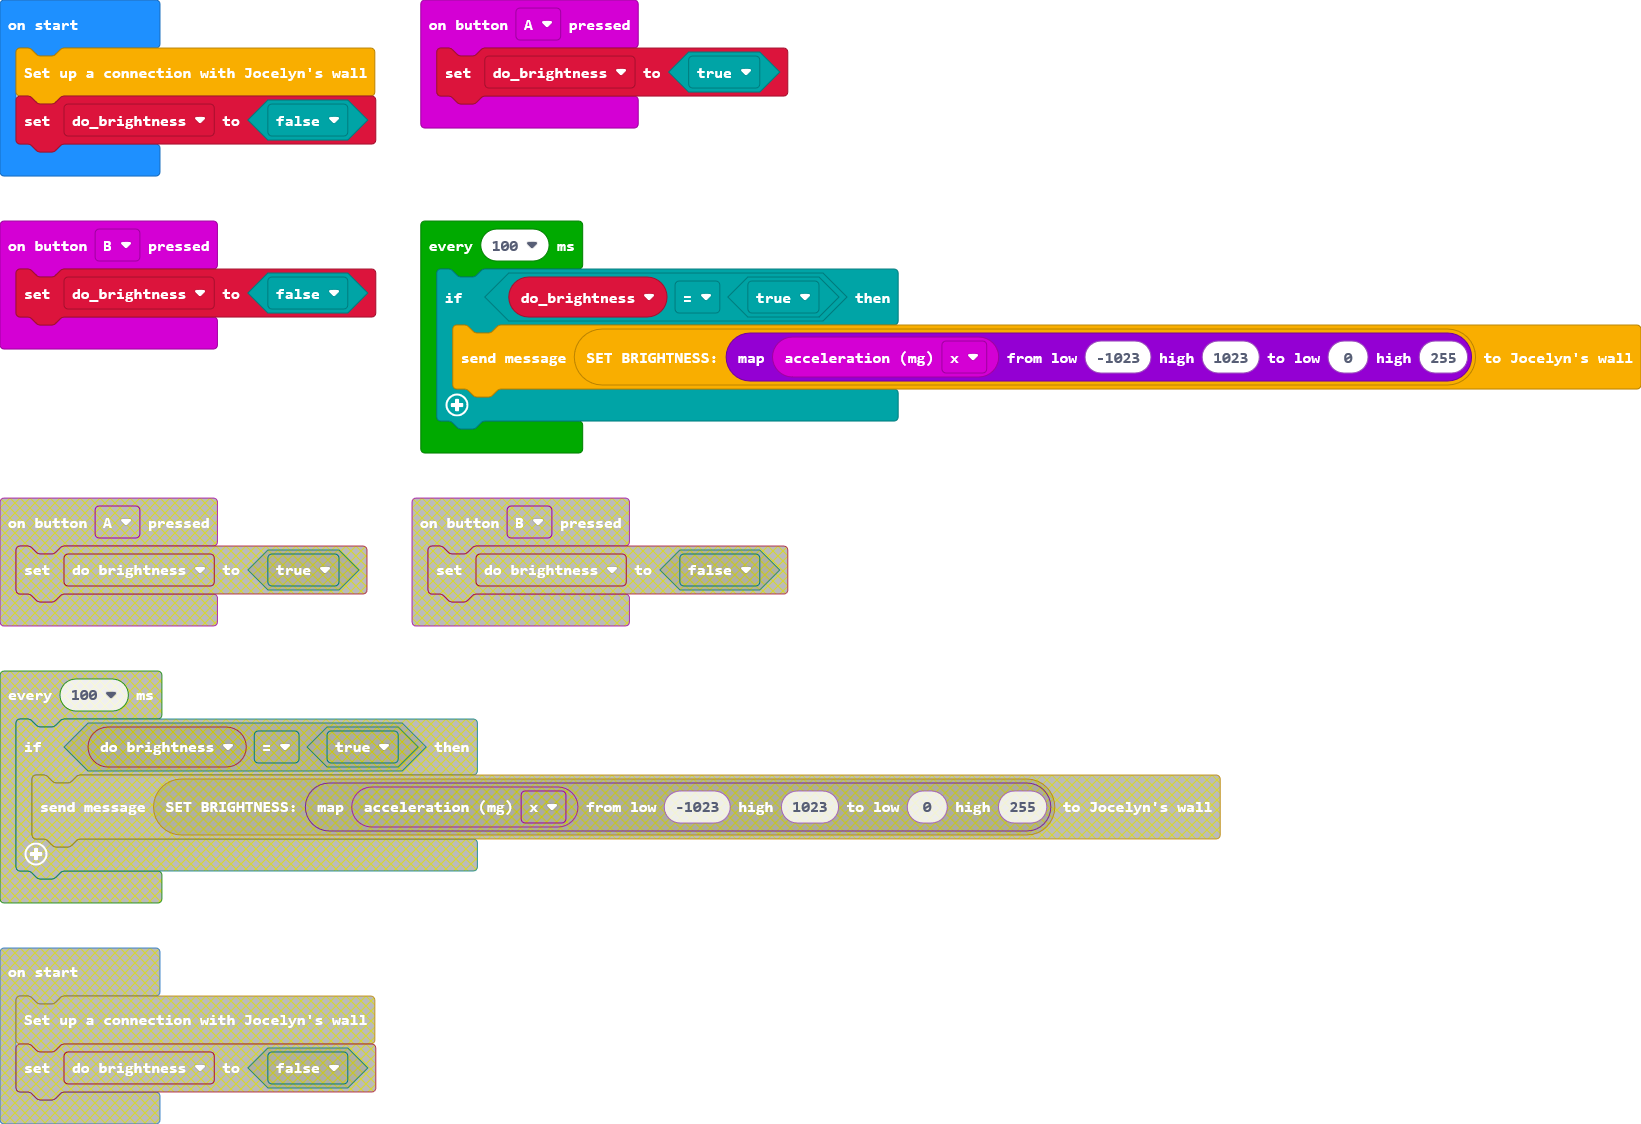 on start
Set up a connection with Jocelyn's wall
set do_brightness to false
on button A pressed
set do_brightness to true
on button B pressed
set do_brightness to false
every 100 ms
if do_brightness = true then
send message SET BRIGHTNESS: map acceleration (mg) x from low -1023 high 1023 to low 0 high 255 to Jocelyn's wall
on button A pressed
set do brightness to true
on button B pressed
set do brightness to false
every 100 ms
if do brightness = true then
send message SET BRIGHTNESS: map acceleration (mg) x from low -1023 high 1023 to low 0 high 255 to Jocelyn's wall
on start
Set up a connection with Jocelyn's wall
set do brightness to false